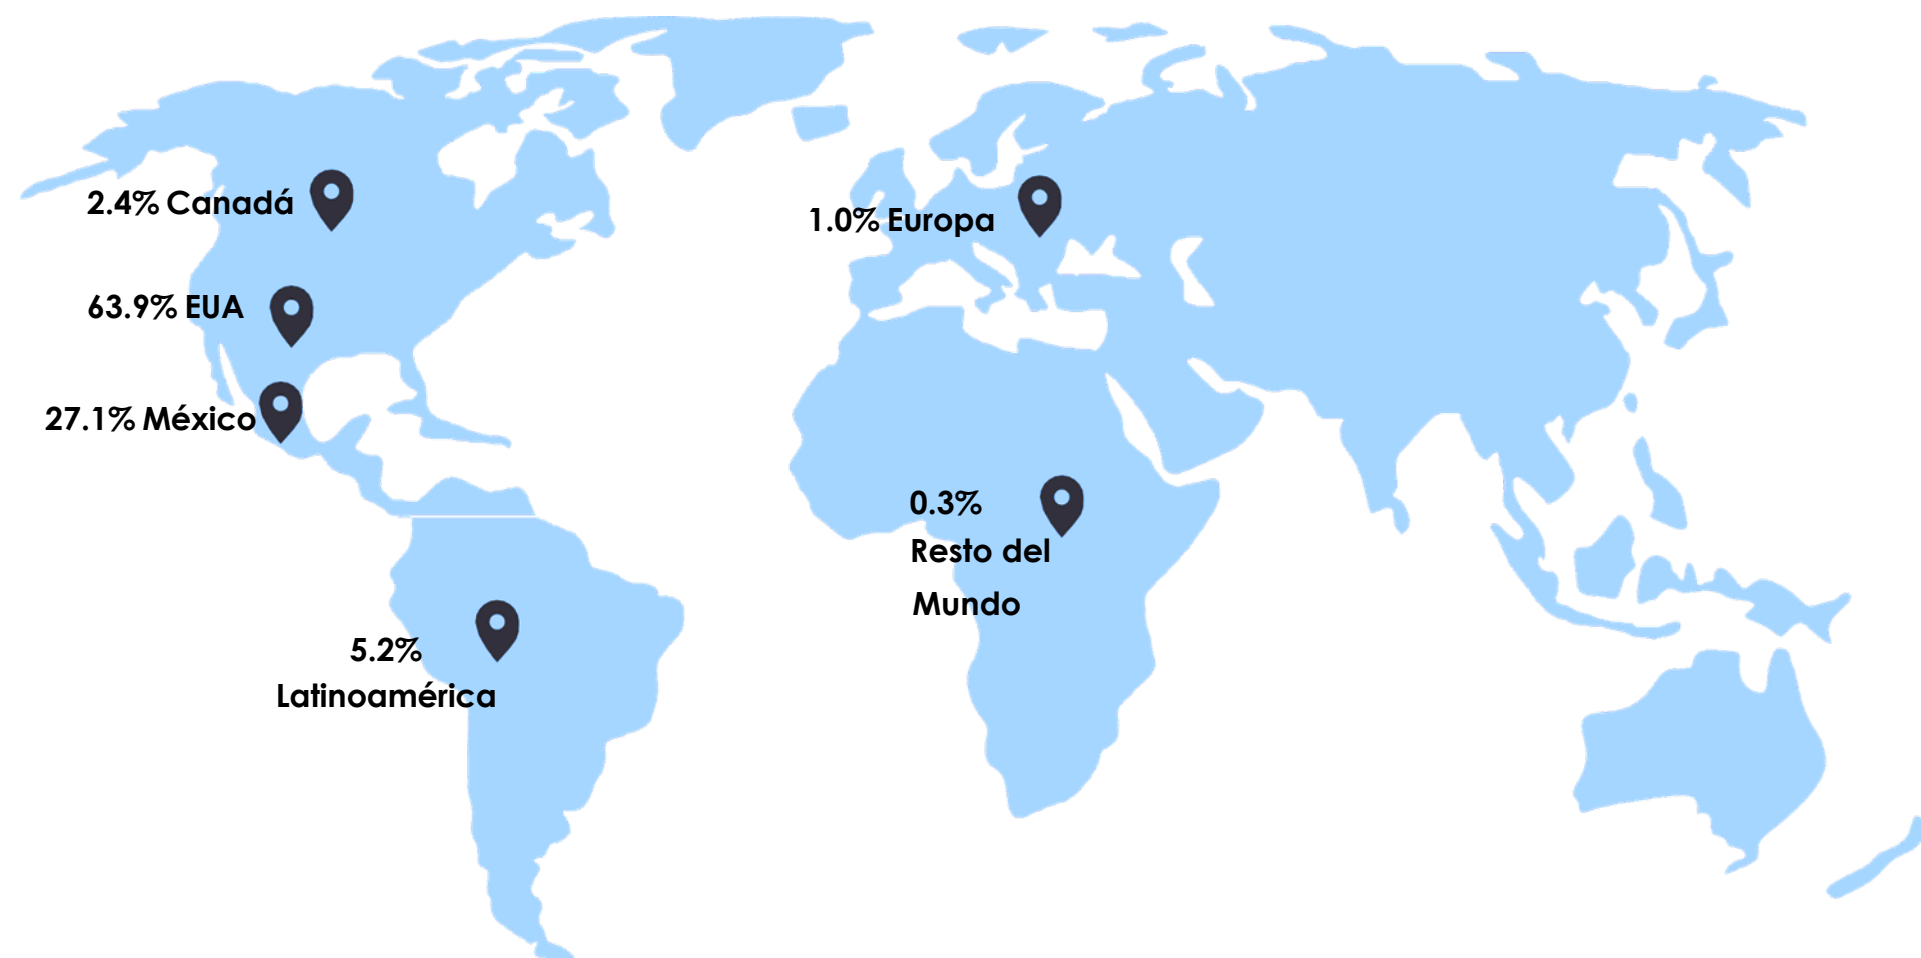 2.4% Canadá
1.0% Europa
63.9% EUA
27.1% México
0.3%
Resto del
Mundo
5.2%
Latinoamérica